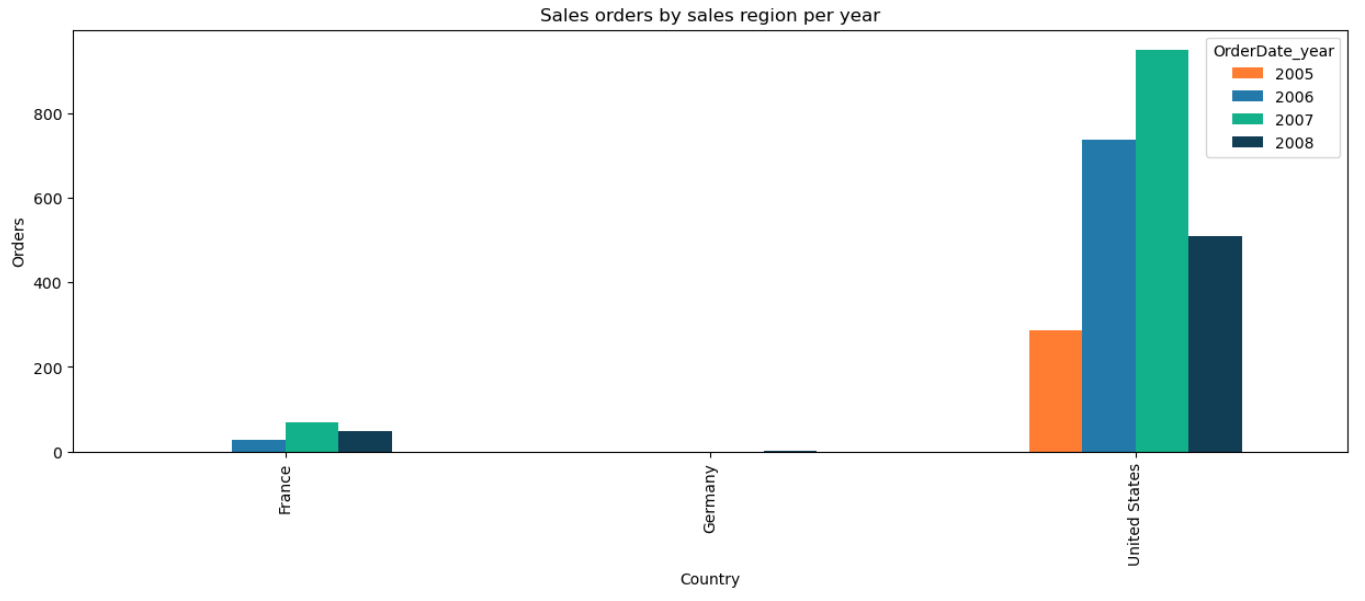 Sales orders by sales region per year
OrderDate_year
2005
2006
2007
2008
800
600
400
200
0
Orders
France
Germany
United States
Country